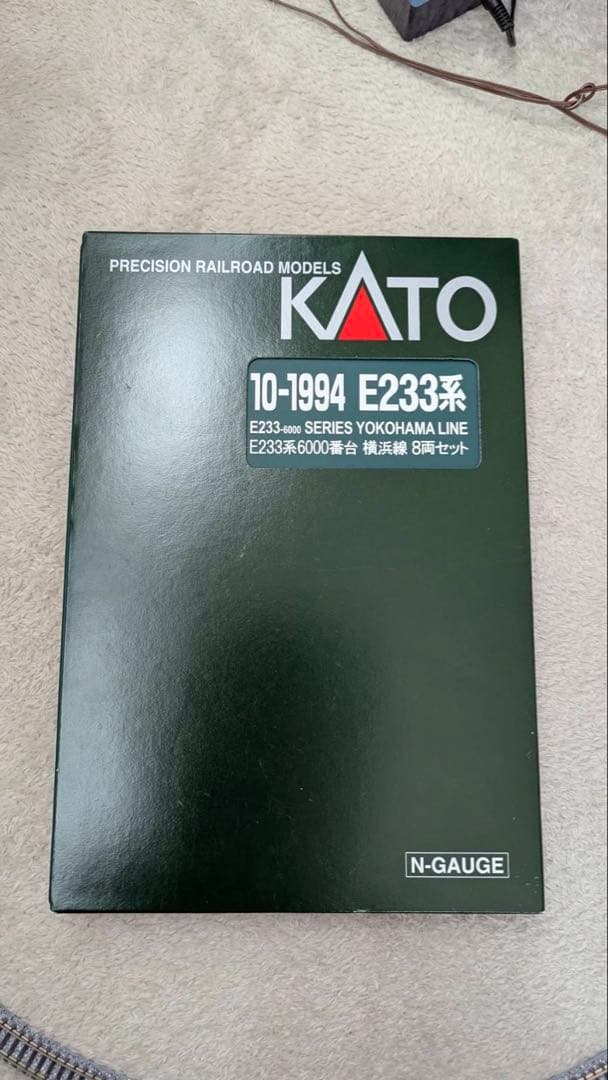 PRECISION RAILROAD MODELS
KATO
10-1994 E233系
E233-6000 SERIES YOKOHAMA LINE
E233系6000番台 横浜線 8両セット
N-GAUGE